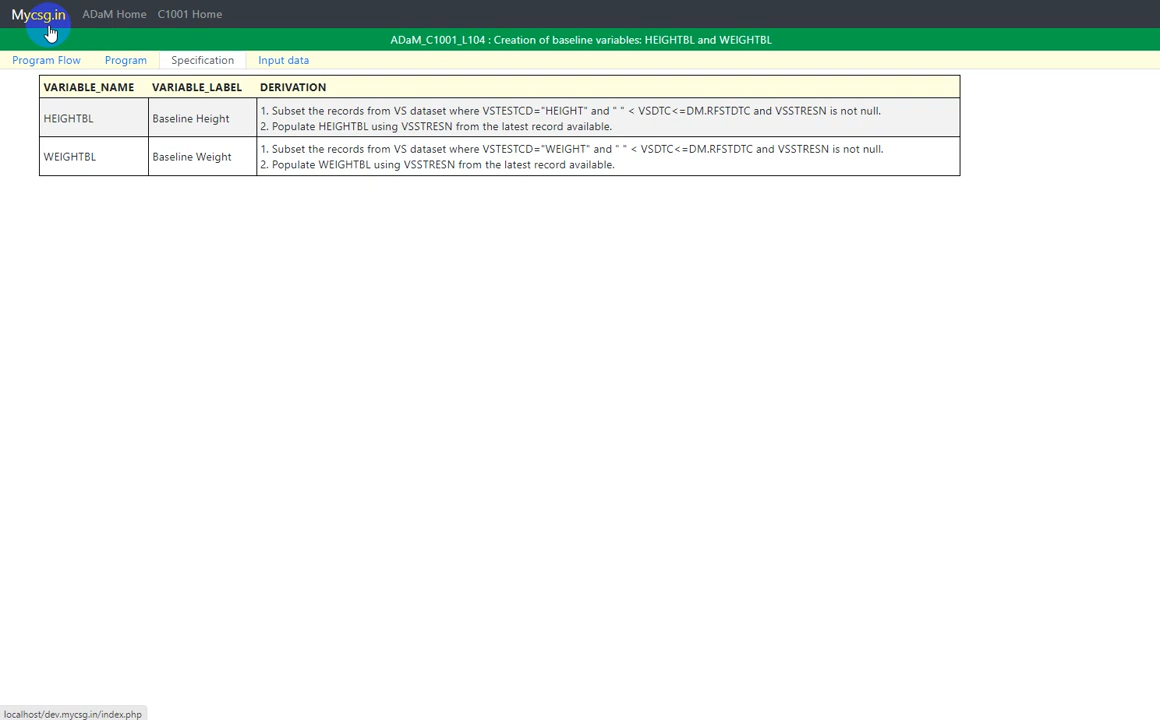 Mycsg.in ADaM Home C1001 Home
ADaM_C1001_L104 : Creation of baseline variables: HEIGHTBL and WEIGHTBL
Program Flow Program Specification Input data
VARIABLE_NAME VARIABLE_LABEL DERIVATION
HEIGHTBL Baseline Height 1. Subset the records from VS dataset where VSTESTCD="HEIGHT" and " " < VSDTC<=DM.RFSTDTC and VSSTRESN is not null.
2. Populate HEIGHTBL using VSSTRESN from the latest record available.
WEIGHTBL Baseline Weight 1. Subset the records from VS dataset where VSTESTCD="WEIGHT" and " " < VSDTC<=DM.RFSTDTC and VSSTRESN is not null.
2. Populate WEIGHTBL using VSSTRESN from the latest record available.
localhost/dev.mycsg.in/index.php